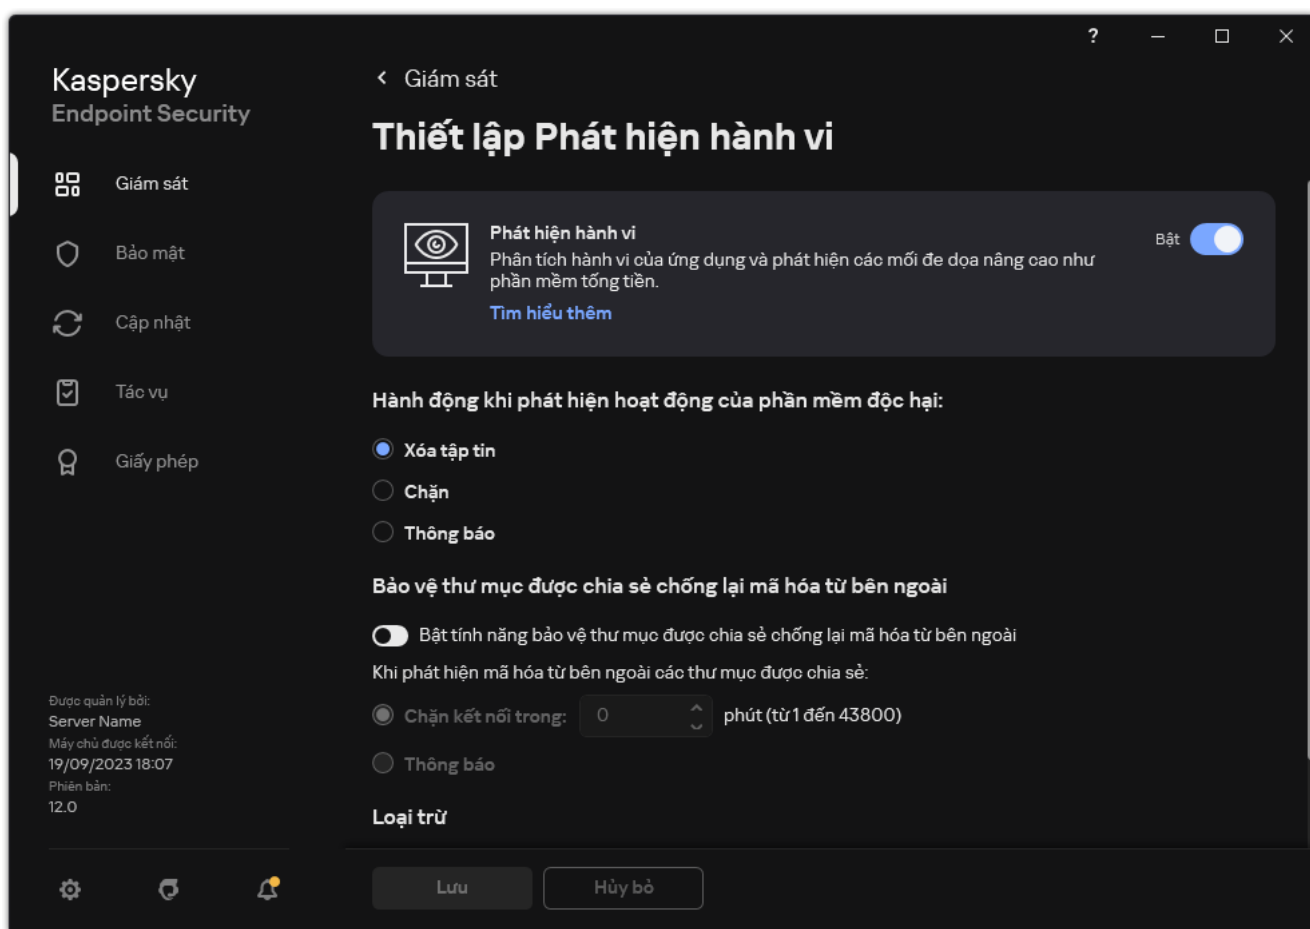 ?
Kaspersky
Endpoint Security
Giám sát
Bảo mật
Cập nhật
Tác vụ
Giấy phép
Được quản lý bởi:
Server Name
Máy chủ được kết nối:
19/09/2023 18:07
Phiên bản:
12.0
Giám sát
Thiết lập Phát hiện hành vi
Phát hiện hành vi
Phân tích hành vi của ứng dụng và phát hiện các mối đe dọa nâng cao như
phần mềm tống tiền.
Tìm hiểu thêm
Bật
Hành động khi phát hiện hoạt động của phần mềm độc hại:
Xóa tập tin
Chặn
Thông báo
Bảo vệ thư mục được chia sẻ chống lại mã hóa từ bên ngoài
Bật tính năng bảo vệ thư mục được chia sẻ chống lại mã hóa từ bên ngoài
Khi phát hiện mã hóa từ bên ngoài các thư mục được chia sẻ:
Chặn kết nối trong: 0 phút (từ 1 đến 43800)
Thông báo
Loại trừ
Lưu Hủy bỏ